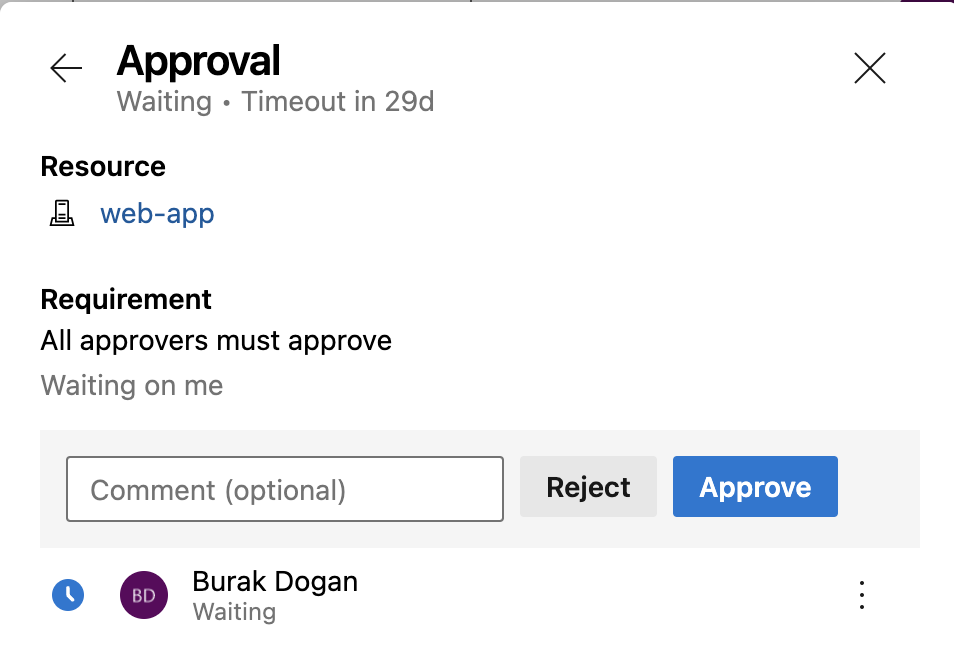 Approval
Waiting • Timeout in 29d
Resource
web-app
Requirement
All approvers must approve
Waiting on me
Comment (optional)
Reject
Approve
BD
Burak Dogan
Waiting